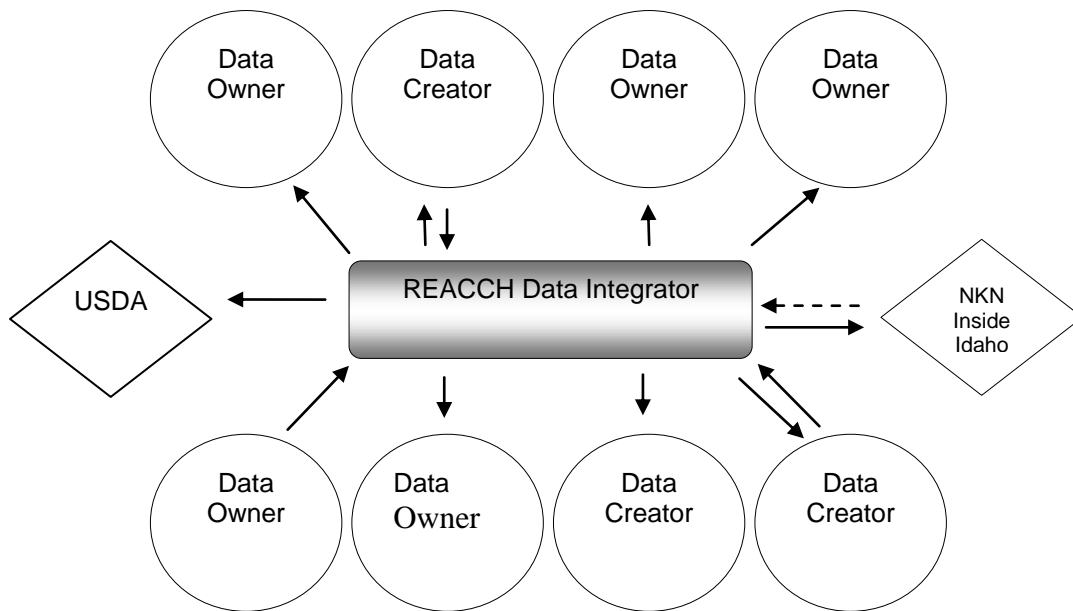 Data
Owner
Data
Creator
Data
Owner
Data
Owner
USDA
REACCH Data Integrator
NKN
Inside
Idaho
Data
Owner
Data
Owner
Data
Creator
Data
Creator